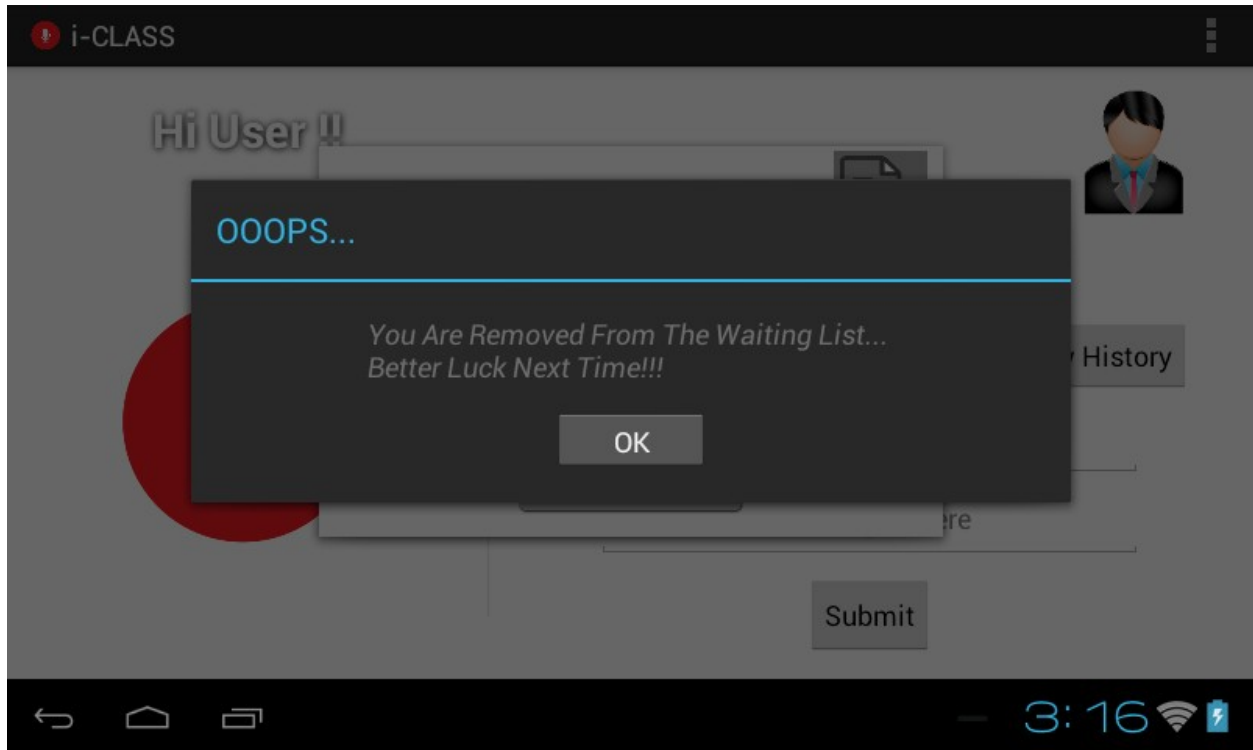 i-CLASS
Hi User !!
OOOPS...
You Are Removed From The Waiting List...
Better Luck Next Time!!!
History
OK
Submit
3:16